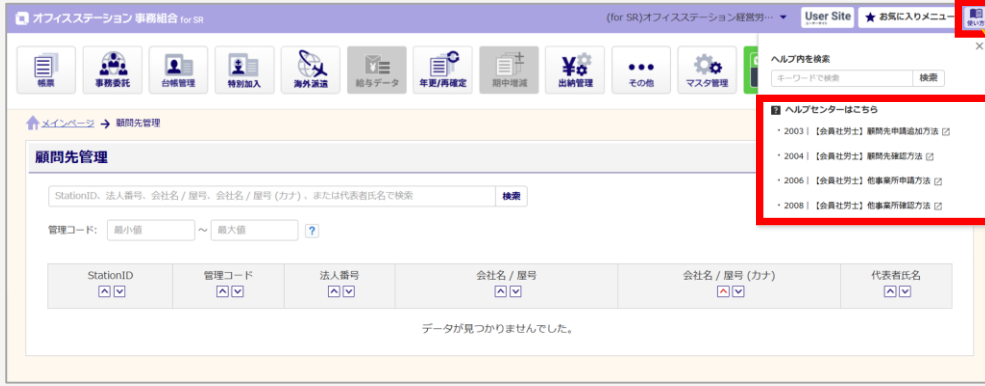 オフィスステーション 事務組合 for SR
(for SR)オフィスステーション経営労… User Site ★ お気に入りメニュー 使い方
帳票 事務委託 台帳管理 特別加入 海外派遣 給与データ 年更/再確定 期中増減 出納管理 その他 マスタ管理
×
ヘルプ内を検索
キーワードで検索 検索
? ヘルプセンターはこちら
・2003|【会員社労士】顧問先申請追加方法
・2004|【会員社労士】顧問先確認方法
・2006|【会員社労士】他事業所申請方法
・2008|【会員社労士】他事業所確認方法
メインページ → 顧問先管理
顧問先管理
StationID、法人番号、会社名 / 屋号、会社名 / 屋号 (カナ) 、または代表者氏名で検索 検索
管理コード: 最小値 ～ 最大値 ?
StationID 管理コード 法人番号 会社名 / 屋号 会社名 / 屋号 (カナ) 代表者氏名
データが見つかりませんでした。